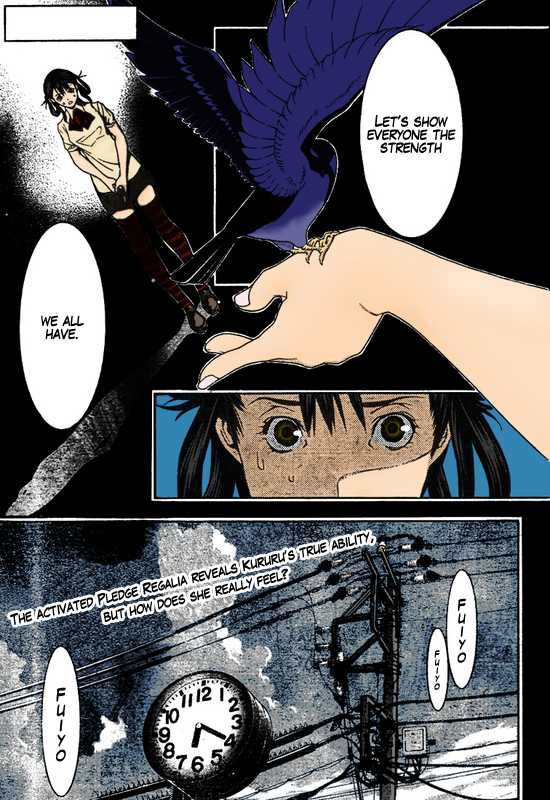 LET'S SHOW
EVERYONE THE
STRENGTH
WE ALL
HAVE.
THE ACTIVATED PLEDGE REGALIA REVEALS KURURU'S TRUE ABILITY,
BUT HOW DOES SHE REALLY FEEL?
FUIYO
FUIYO
FUIYO
11 12 1
10 2
9 3
8 4
7 6 5